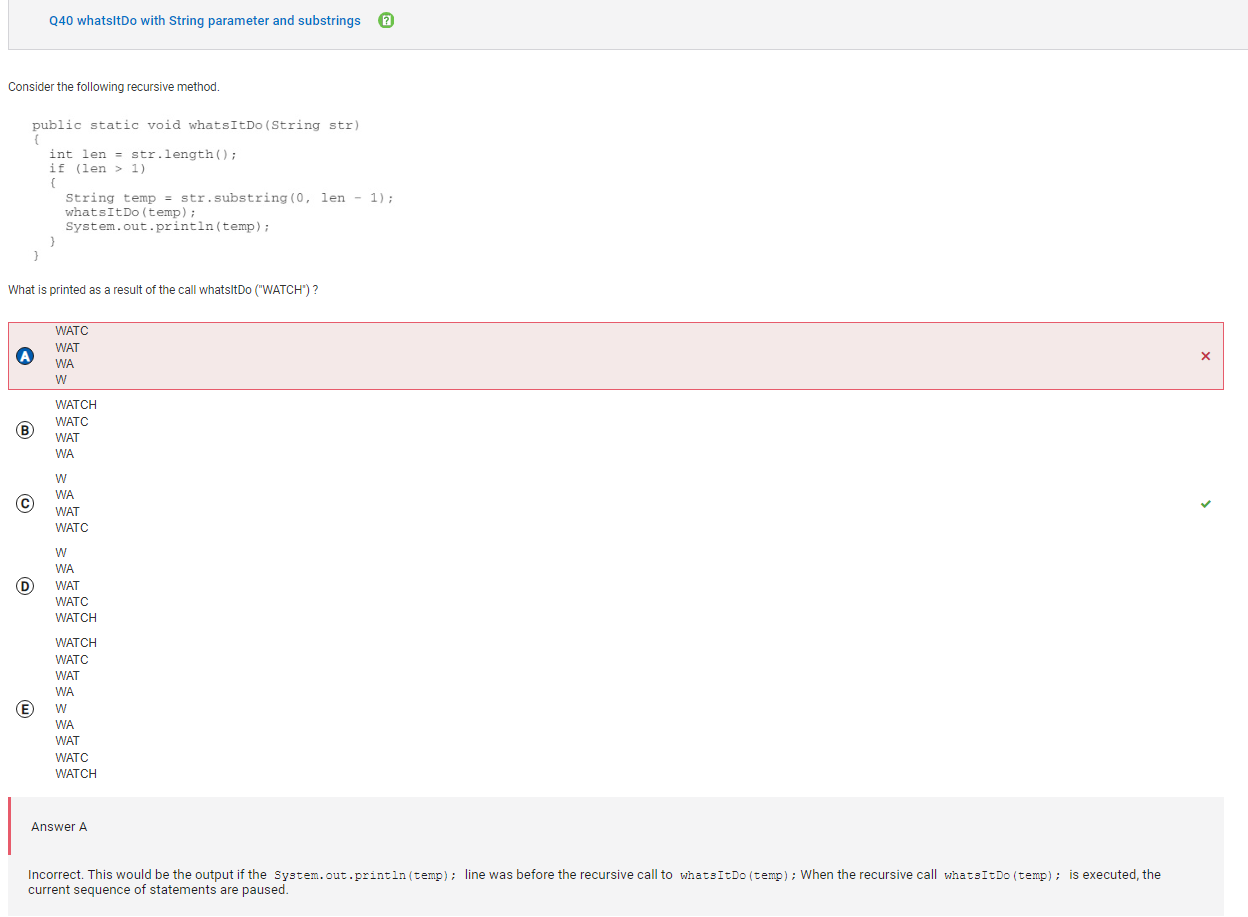 Q40 whatsItDo with String parameter and substrings
Consider the following recursive method.
public static void whatsItDo(String str)
{
int len = str.length();
if (len > 1)
{
String temp = str.substring(0, len - 1);
whatsItDo(temp);
System.out.println(temp);
}
}
What is printed as a result of the call whatsItDo ("WATCH") ?
A
WATC
WAT
WA
W
B
WATCH
WATC
WAT
WA
C
W
WA
WAT
WATC
D
W
WA
WAT
WATC
WATCH
E
WATCH
WATC
WAT
WA
W
WA
WAT
WATC
WATCH
Answer A
Incorrect. This would be the output if the System.out.println(temp); line was before the recursive call to whatsItDo(temp); When the recursive call whatsItDo(temp); is executed, the
current sequence of statements are paused.